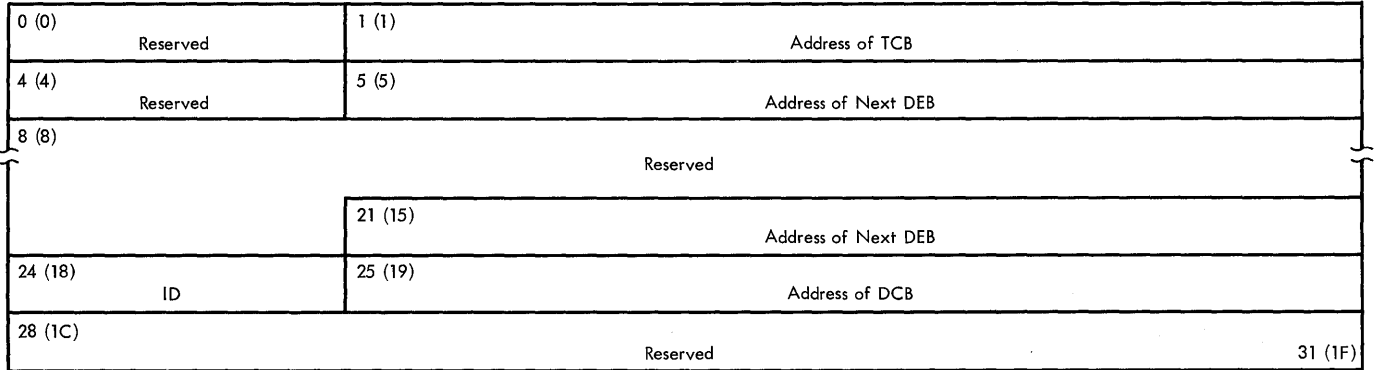 0 (0)
Reserved
1 (1)
Address of TCB
4 (4)
Reserved
5 (5)
Address of Next DEB
8 (8)
Reserved
21 (15)
Address of Next DEB
24 (18)
ID
25 (19)
Address of DCB
28 (1C)
Reserved
31 (1F)